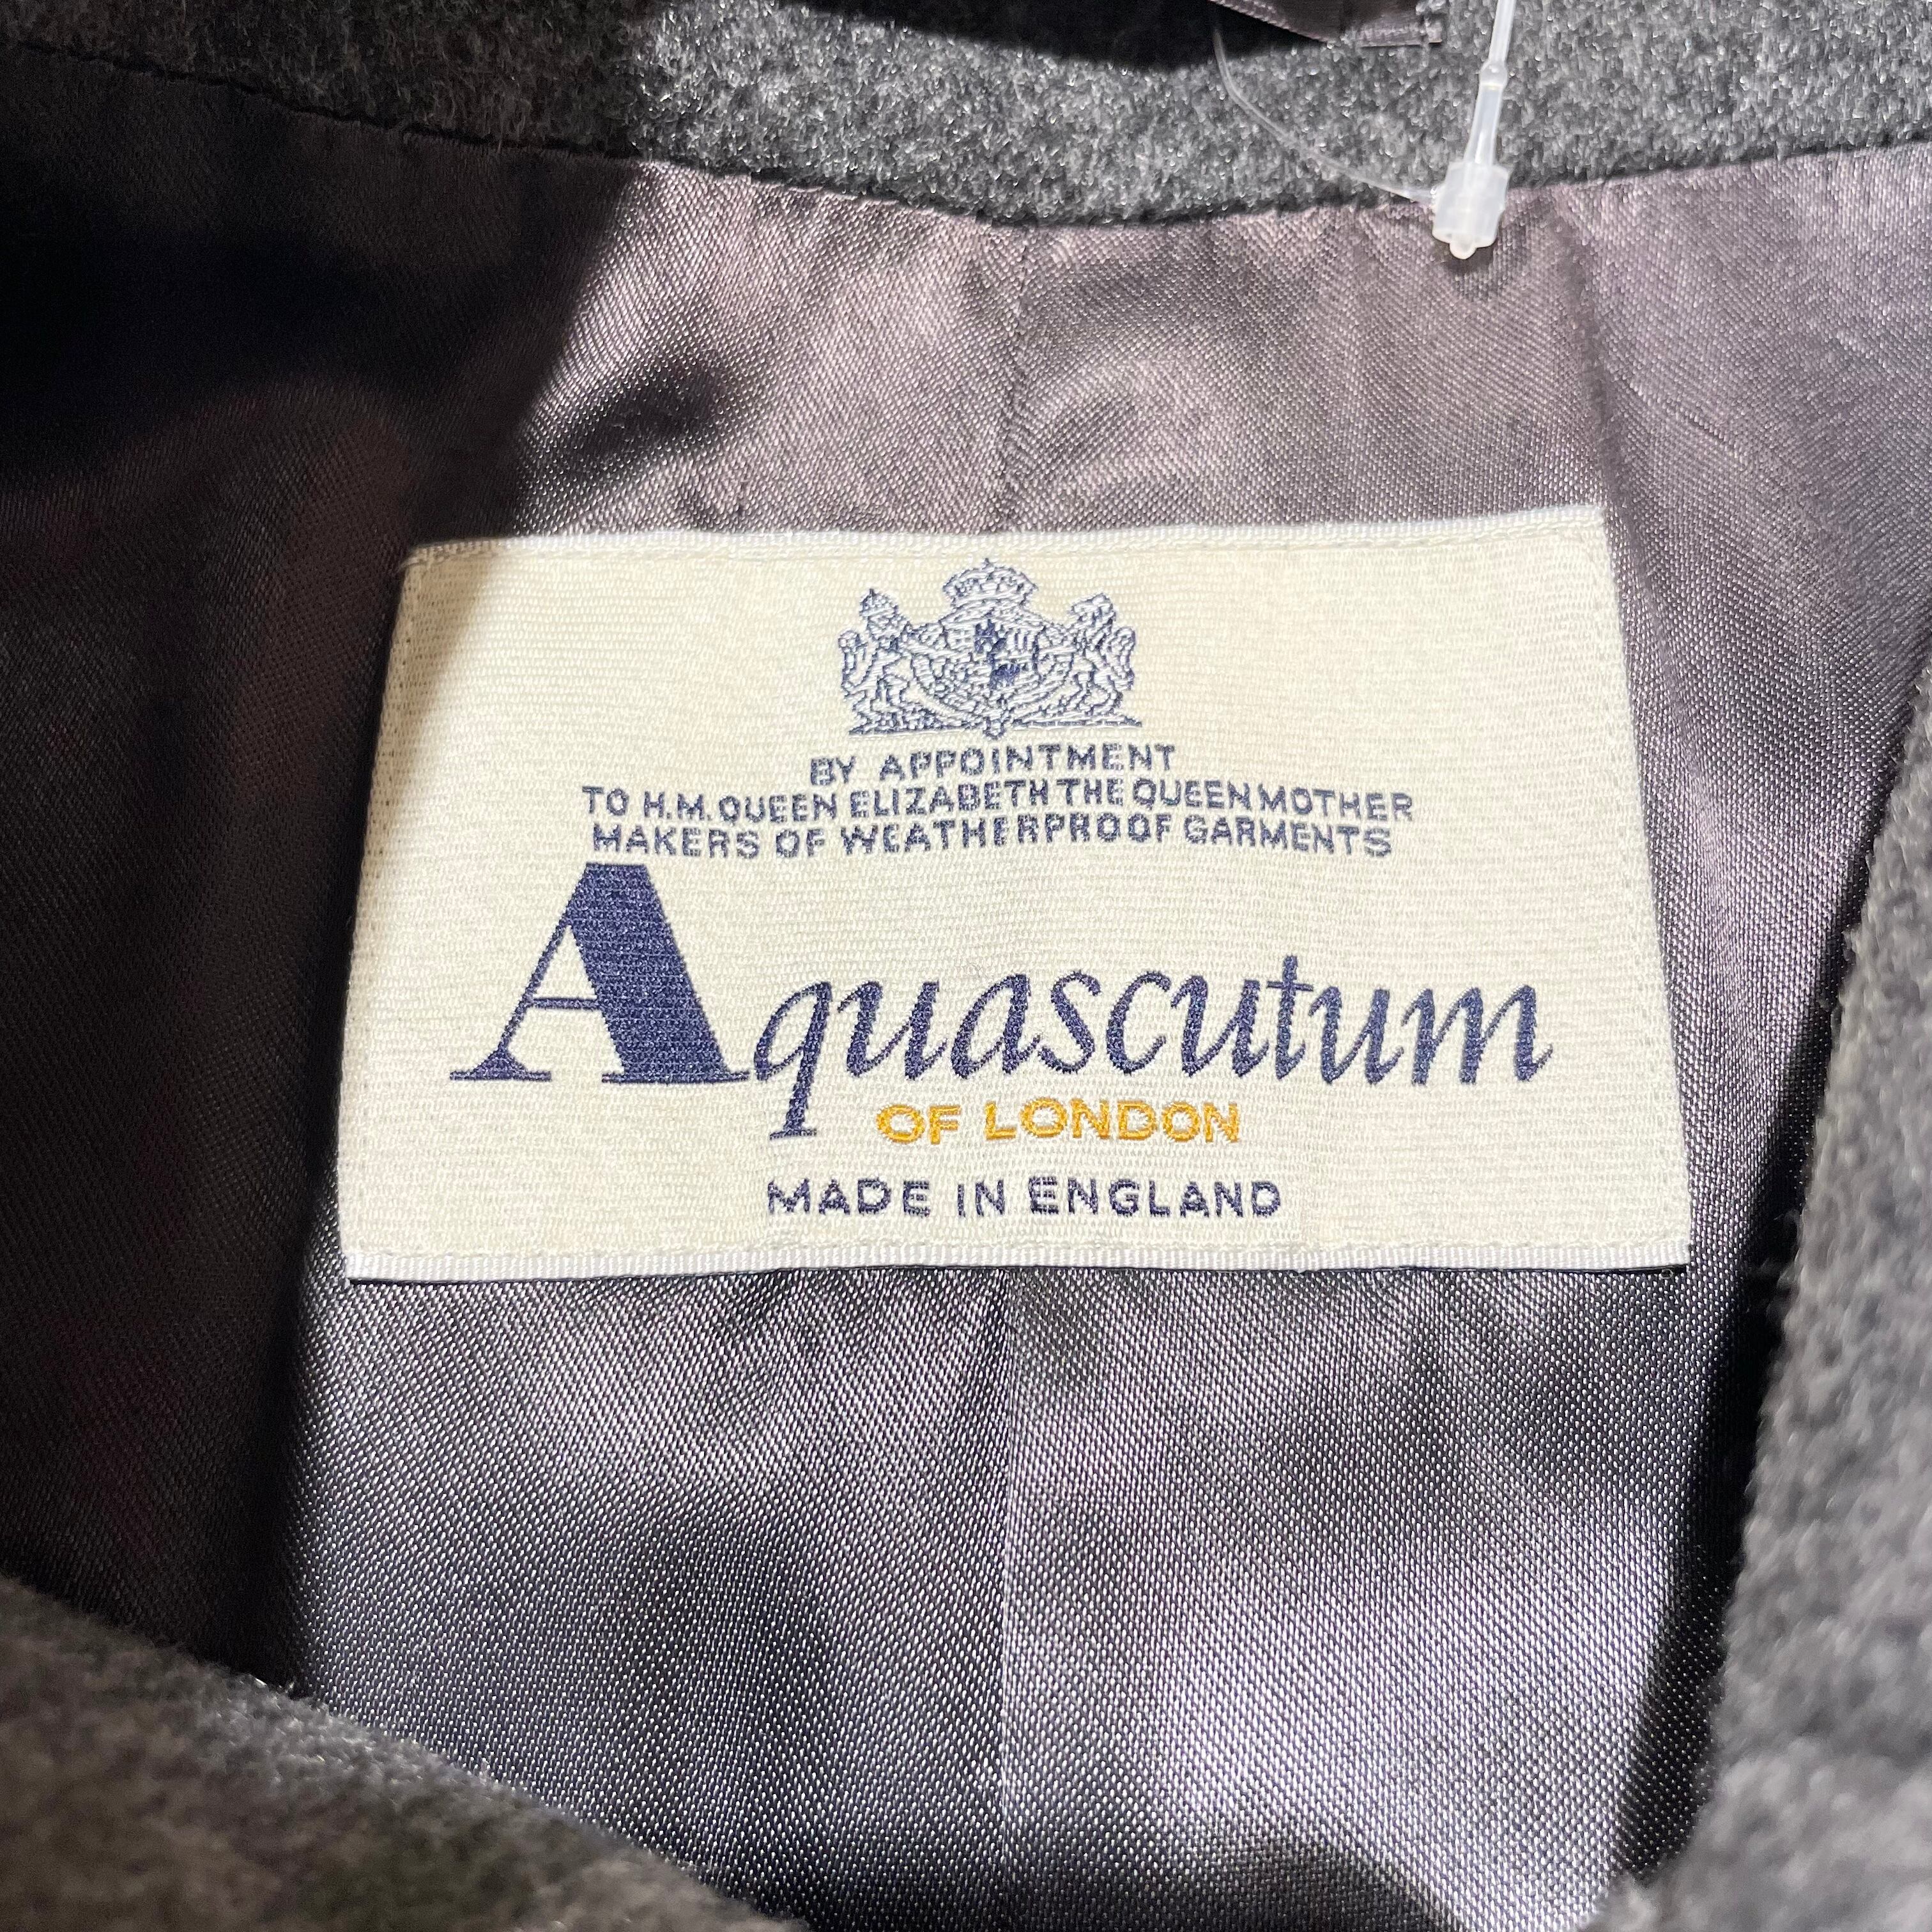 BY APPOINTMENT
TO H.M. QUEEN ELIZABETH THE QUEEN MOTHER
MAKERS OF WEATHERPROOF GARMENTS
Aquascutum
OF LONDON
MADE IN ENGLAND